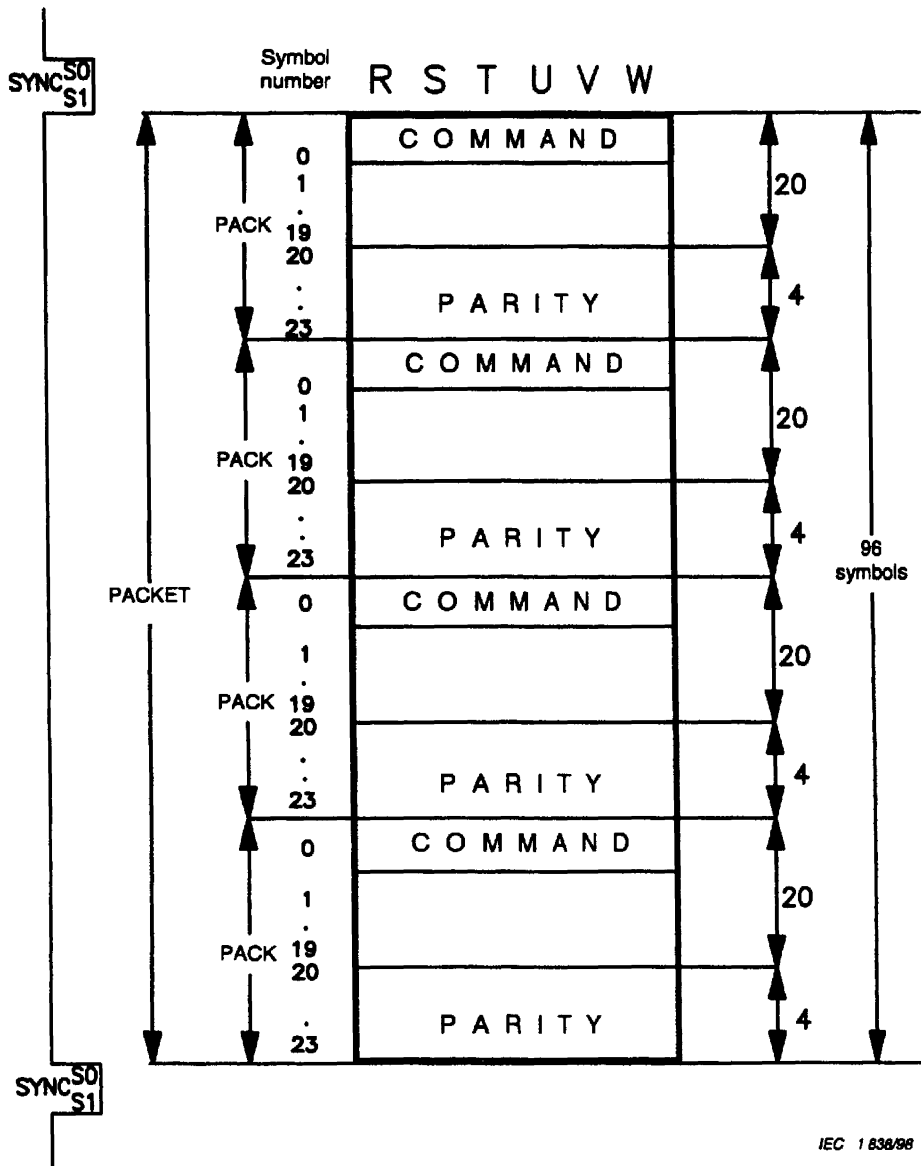 Symbol
number
R S T U V W
SYNC S0
S1
COMMAND
0
1
.
20
PACK
19
20
.
.
23
PARITY
4
COMMAND
0
1
.
20
PACK
19
20
.
.
23
PARITY
4
96
symbols
PACKET
COMMAND
0
1
.
20
PACK
19
20
.
.
23
PARITY
4
COMMAND
0
1
.
20
PACK
19
20
.
23
PARITY
4
SYNC S0
S1
IEC 1 838/98